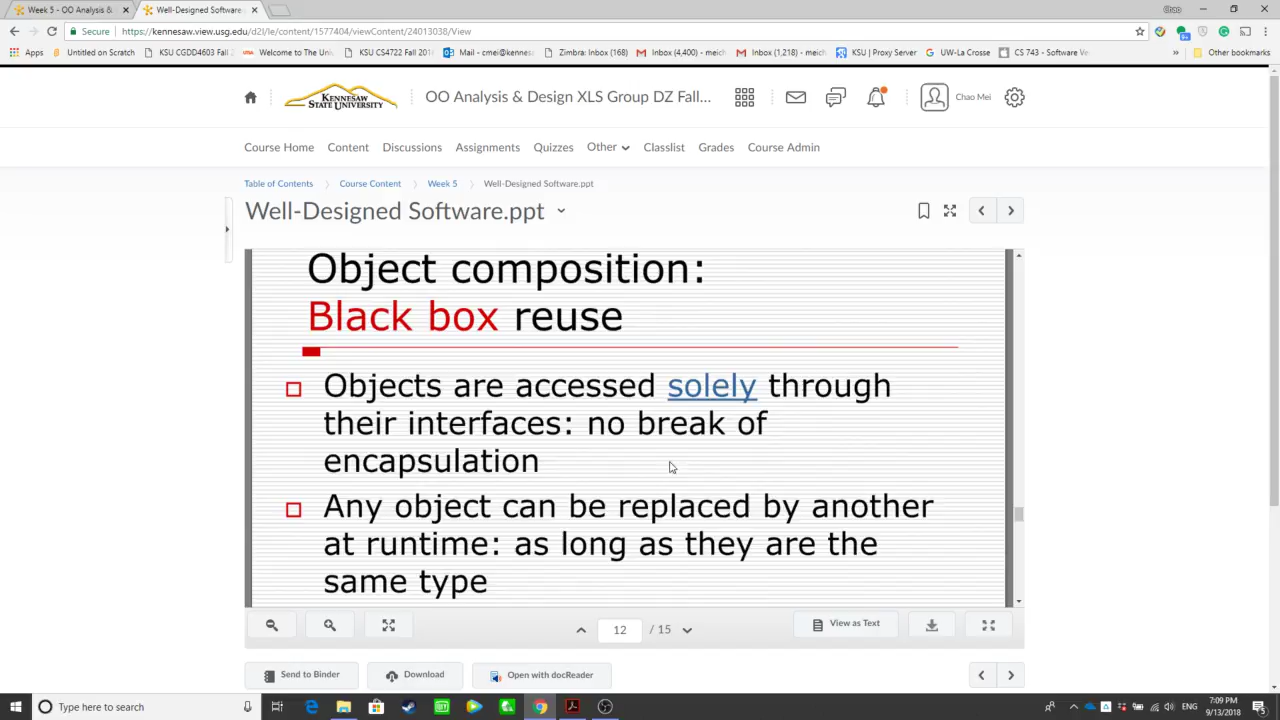 Week 5 - OO Analysis &
Well-Designed Software
Secure
https://kennesaw.view.usg.edu/d2l/le/content/1577404/viewContent/24013038/View
Apps
Untitled on Scratch
KSU CGDD4603 Fall 2
Welcome to The Uni
KSU CS4722 Fall 201
Mail - cmei@kennes
Zimbra: Inbox (168)
Inbox (4,400) - meich
Inbox (1,218) - meich
KSU | Proxy Server
UW-La Crosse
CS 743 - Software Ve
Other bookmarks
KENNESAW
STATE UNIVERSITY
OO Analysis & Design XLS Group DZ Fall...
Chao Mei
Course Home
Content
Discussions
Assignments
Quizzes
Other
Classlist
Grades
Course Admin
Table of Contents
Course Content
Week 5
Well-Designed Software.ppt
Well-Designed Software.ppt
Object composition:
Black box reuse
Objects are accessed solely through
their interfaces: no break of
encapsulation
Any object can be replaced by another
at runtime: as long as they are the
same type
12
/ 15
View as Text
Send to Binder
Download
Open with docReader
Type here to search
ENG
7:09 PM
9/13/2018